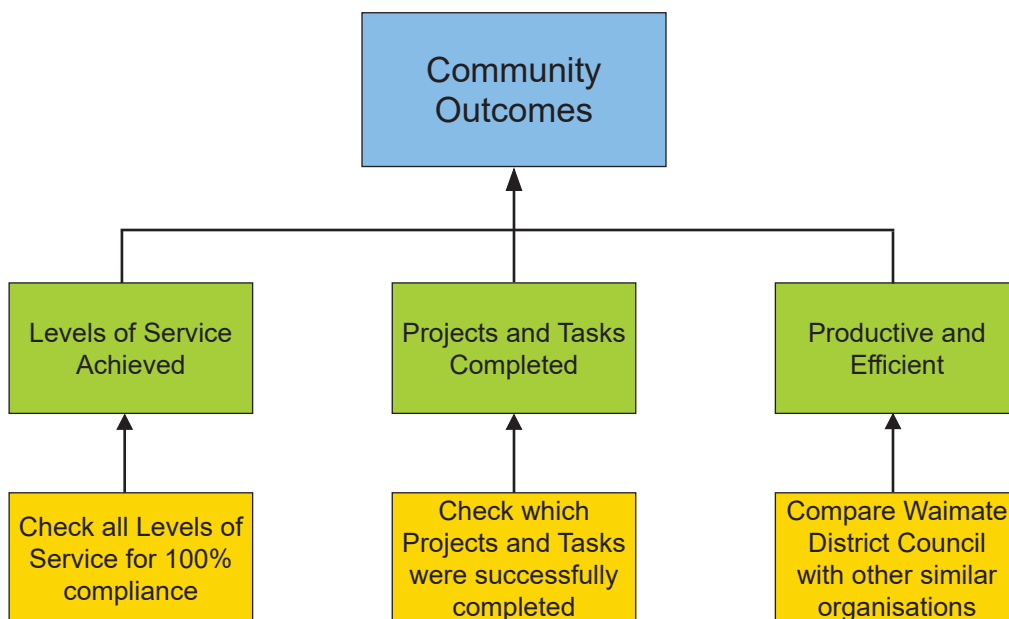 Community
Outcomes
Levels of Service
Achieved
Projects and Tasks
Completed
Productive and
Efficient
Check all Levels of
Service for 100%
compliance
Check which
Projects and Tasks
were successfully
completed
Compare Waimate
District Council
with other similar
organisations